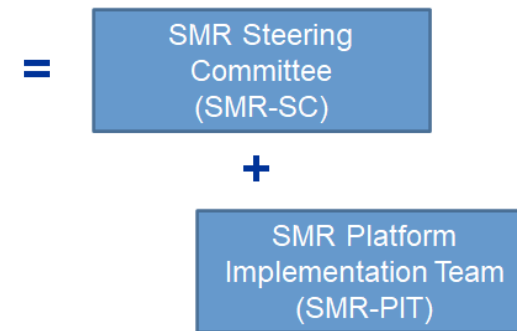 =
SMR Steering
Committee
(SMR-SC)
+
SMR Platform
Implementation Team
(SMR-PIT)